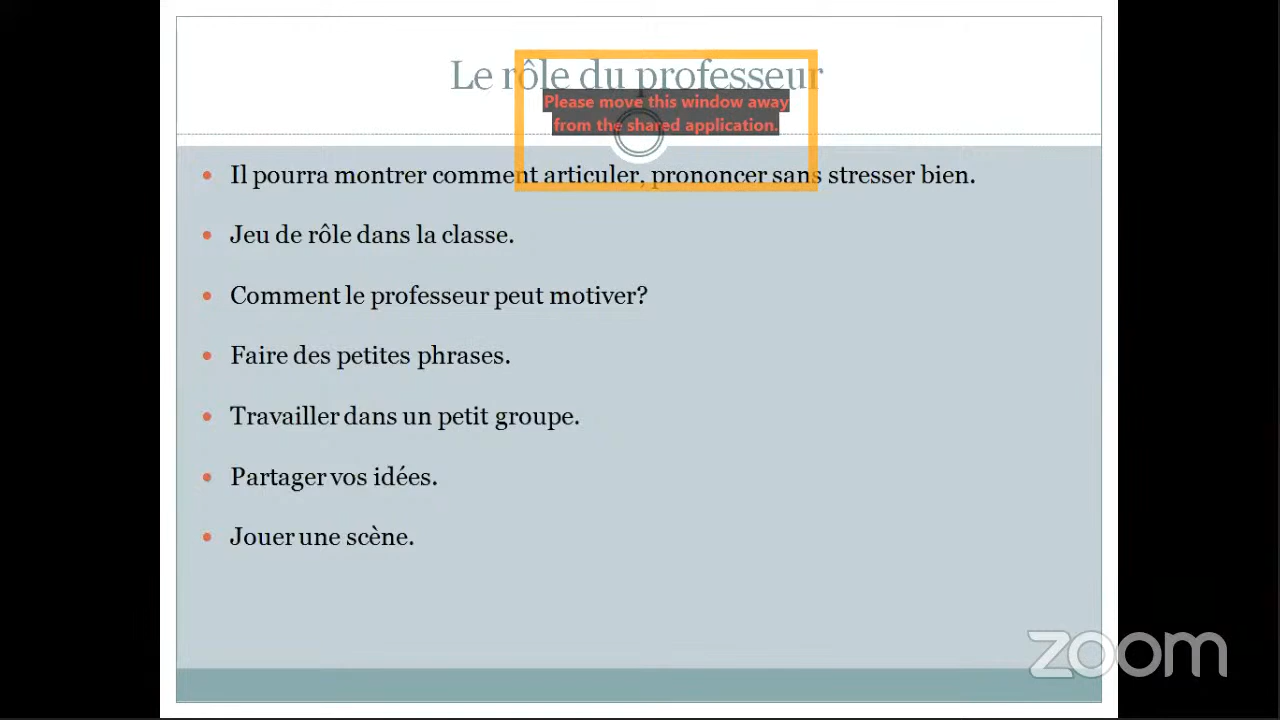 Le rôle du professeur
Please move this window away
from the shared application.
Il pourra montrer comment articuler, prononcer sans stresser bien.
Jeu de rôle dans la classe.
Comment le professeur peut motiver?
Faire des petites phrases.
Travailler dans un petit groupe.
Partager vos idées.
Jouer une scène.
zoom